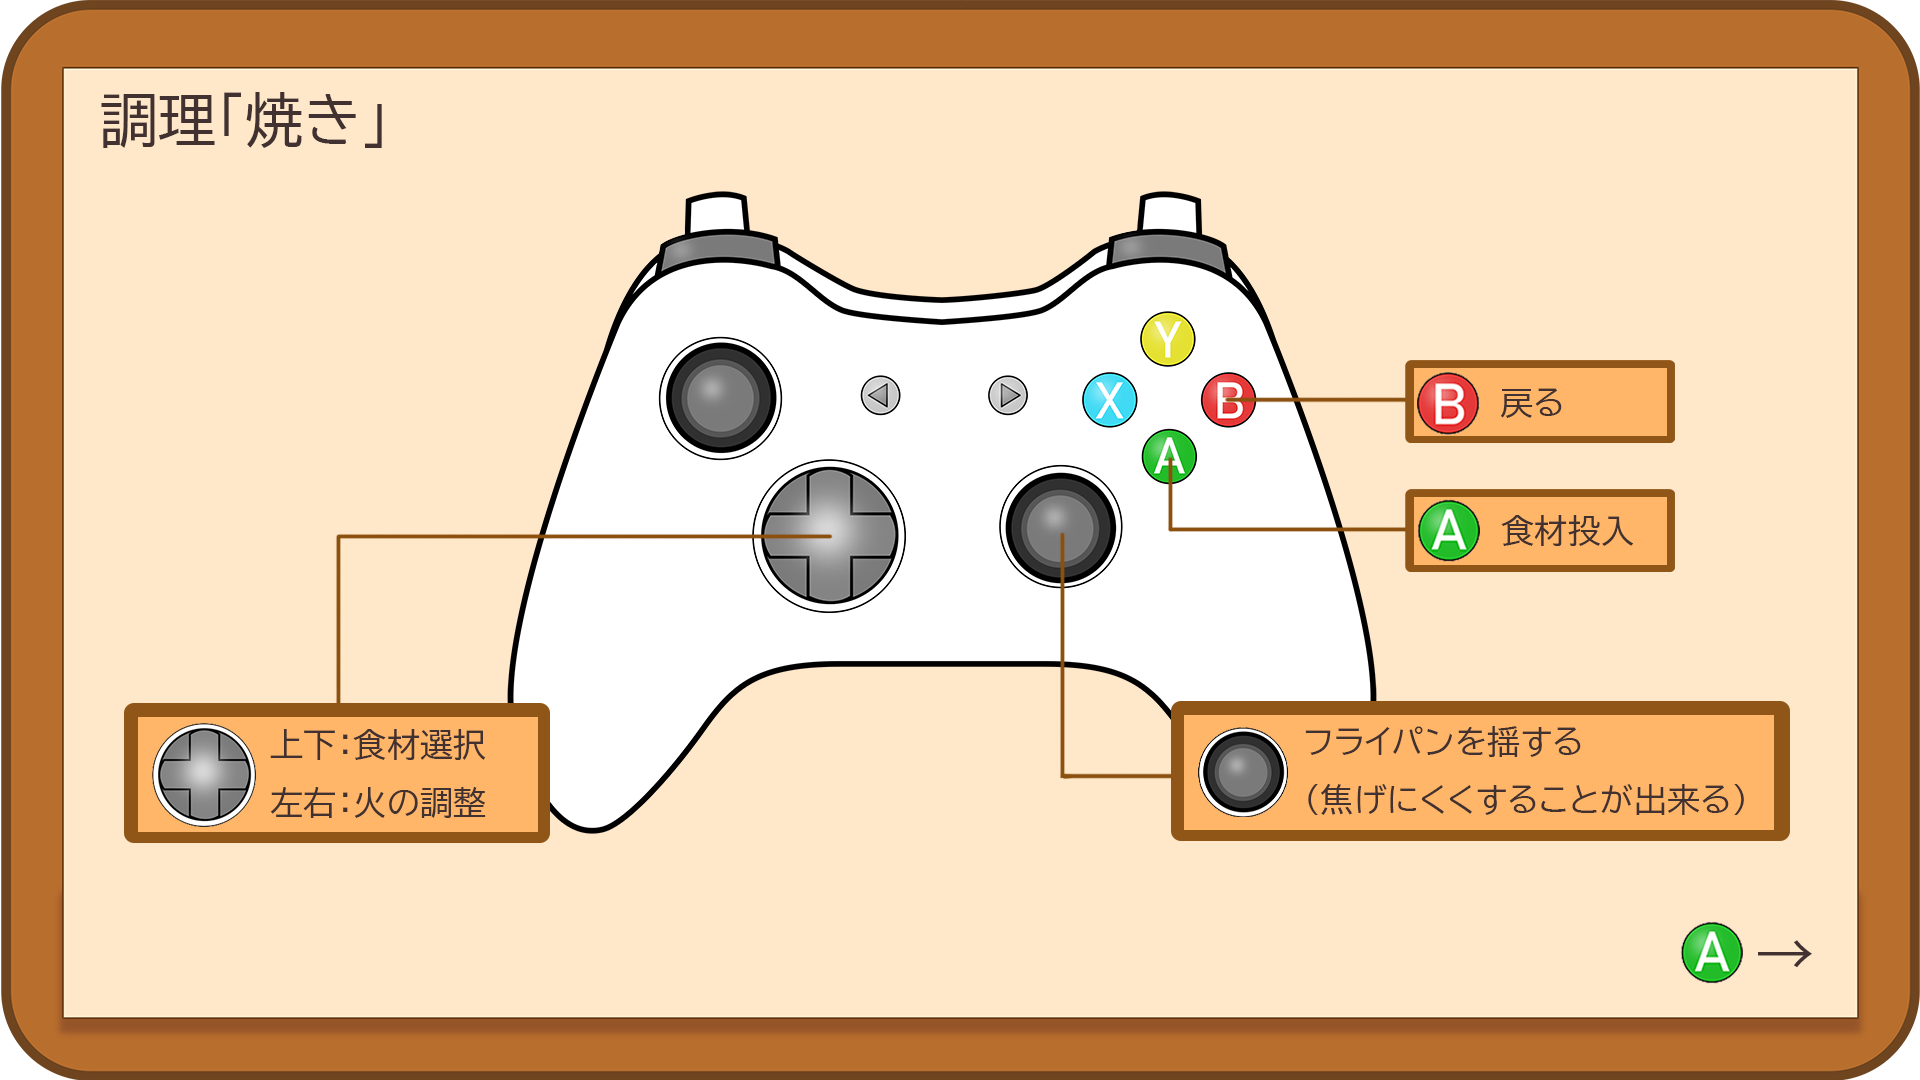 調理「焼き」
Y
X
B
A
B 戻る
A 食材投入
上下：食材選択
左右：火の調整
フライパンを揺する
（焦げにくくすることが出来る）
A →